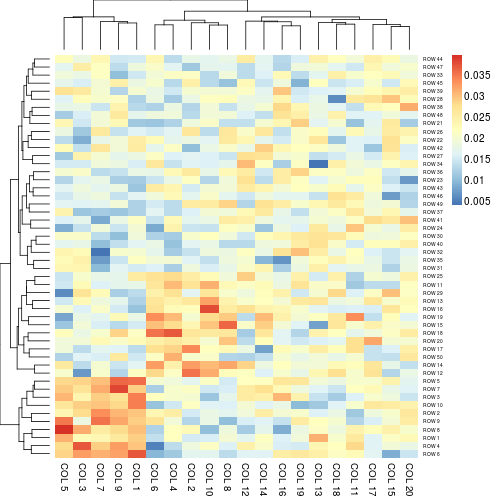 ROW 44
ROW 47
ROW 33
ROW 45
ROW 39
ROW 28
ROW 38
ROW 48
ROW 21
ROW 26
ROW 22
ROW 42
ROW 27
ROW 34
ROW 36
ROW 23
ROW 43
ROW 46
ROW 49
ROW 37
ROW 41
ROW 24
ROW 30
ROW 40
ROW 32
ROW 35
ROW 31
ROW 25
ROW 11
ROW 29
ROW 13
ROW 16
ROW 19
ROW 15
ROW 18
ROW 20
ROW 17
ROW 50
ROW 14
ROW 12
ROW 5
ROW 7
ROW 3
ROW 10
ROW 2
ROW 9
ROW 8
ROW 1
ROW 4
ROW 6
0.035
0.03
0.025
0.02
0.015
0.01
0.005
COL 5
COL 3
COL 7
COL 9
COL 1
COL 6
COL 4
COL 2
COL 10
COL 8
COL 12
COL 14
COL 16
COL 19
COL 13
COL 18
COL 11
COL 17
COL 15
COL 20